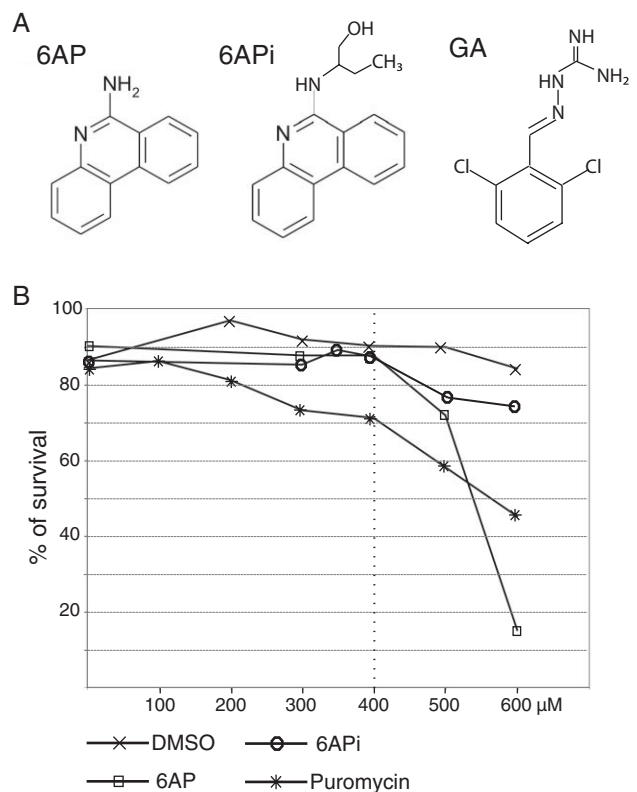 A
6AP
6APi
GA
NH₂
N
OH
CH₃
HN
N
NH
HN
NH₂
N
Cl
Cl
B
% of survival
100
80
60
40
20
100 200 300 400 500 600 µM
DMSO 6APi
6AP Puromycin